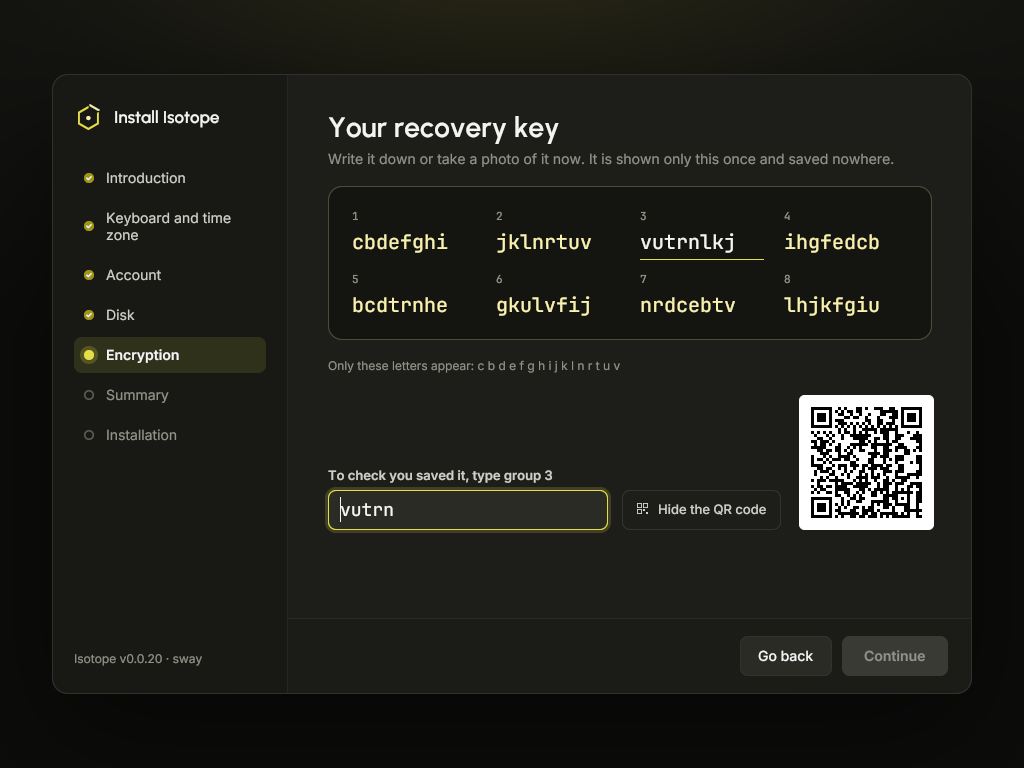 Install Isotope
Introduction
Keyboard and time
zone
Account
Disk
Encryption
Summary
Installation
Isotope v0.0.20 · sway
Your recovery key
Write it down or take a photo of it now. It is shown only this once and saved nowhere.
1 2 3 4
cbdefghi jklnrtuv vutrnlkj ihgfedcb
5 6 7 8
bcdtrnhe gkulvfij nrdcebtv lhjkfgiu
Only these letters appear: c b d e f g h i j k l n r t u v
To check you saved it, type group 3
vutrn
Hide the QR code
Go back
Continue